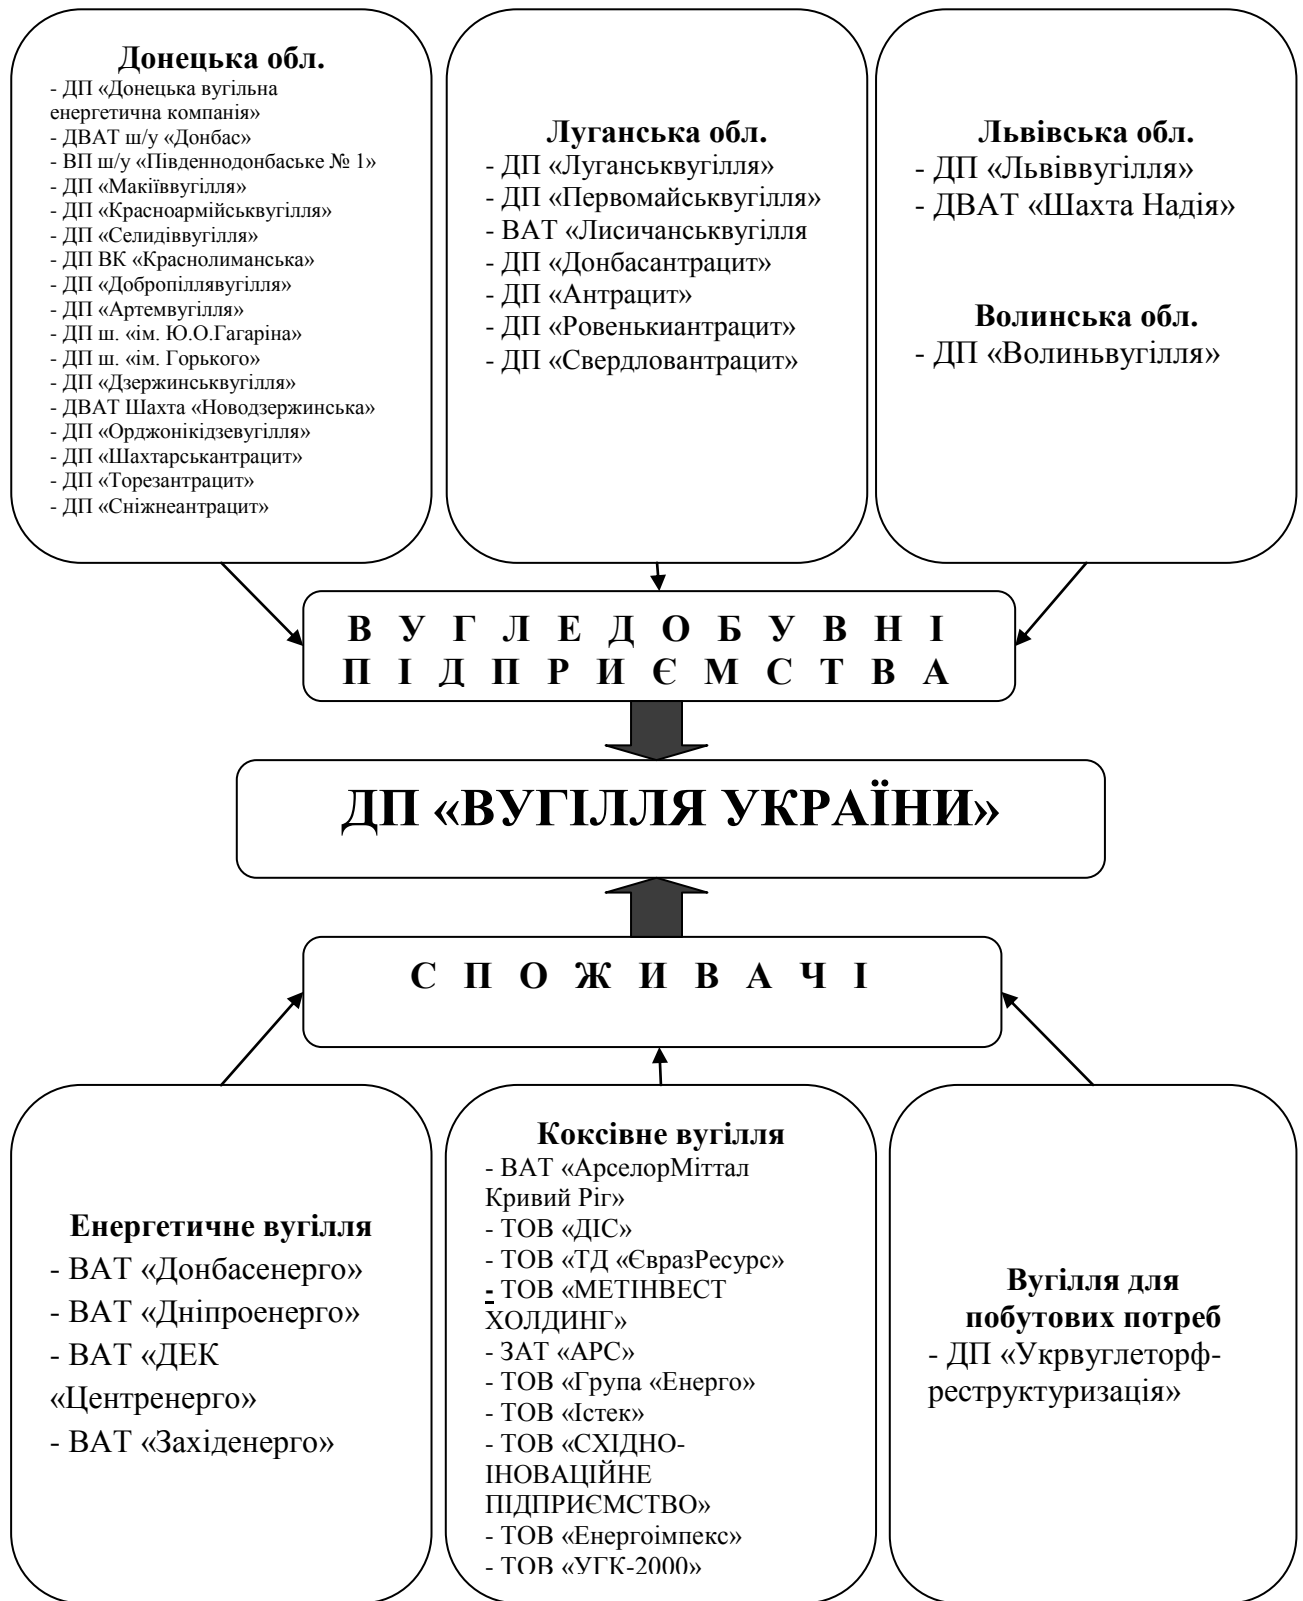 Донецька обл.
- ДП «Донецька вугільна
енергетична компанія»
- ДВАТ ш/у «Донбас»
- ВП ш/у «Південнодонбаське № 1»
- ДП «Макіїввугілля»
- ДП «Красноармійськвугілля»
- ДП «Селидіввугілля»
- ДП ВК «Краснолиманська»
- ДП «Добропіллявугілля»
- ДП «Артемвугілля»
- ДП ш. «ім. Ю.О.Гагаріна»
- ДП ш. «ім. Горького»
- ДП «Дзержинськвугілля»
- ДВАТ Шахта «Новодзержинська»
- ДП «Орджонікідзевугілля»
- ДП «Шахтарськантрацит»
- ДП «Торезантрацит»
- ДП «Сніжнеантрацит»
Луганська обл.
- ДП «Луганськвугілля»
- ДП «Первомайськвугілля»
- ВАТ «Лисичанськвугілля
- ДП «Донбасантрацит»
- ДП «Антрацит»
- ДП «Ровенькиантрацит»
- ДП «Свердловантрацит»
Львівська обл.
- ДП «Львіввугілля»
- ДВАТ «Шахта Надія»
Волинська обл.
- ДП «Волиньвугілля»
В У Г Л Е Д О Б У В Н І
П І Д П Р И Є М С Т В А
ДП «ВУГІЛЛЯ УКРАЇНИ»
С П О Ж И В А Ч І
Енергетичне вугілля
- ВАТ «Донбасенерго»
- ВАТ «Дніпроенерго»
- ВАТ «ДЕК
«Центренерго»
- ВАТ «Західенерго»
Коксівне вугілля
- ВАТ «АрселорМіттал
Кривий Ріг»
- ТОВ «ДІС»
- ТОВ «ТД «ЄвразРесурс»
- ТОВ «МЕТІНВЕСТ
ХОЛДИНГ»
- ЗАТ «АРС»
- ТОВ «Група «Енерго»
- ТОВ «Істек»
- ТОВ «СХІДНО-
ІНОВАЦІЙНЕ
ПІДПРИЄМСТВО»
- ТОВ «Енергоімпекс»
- ТОВ «УГК-2000»
Вугілля для
побутових потреб
- ДП «Укрвуглеторф-
реструктуризація»